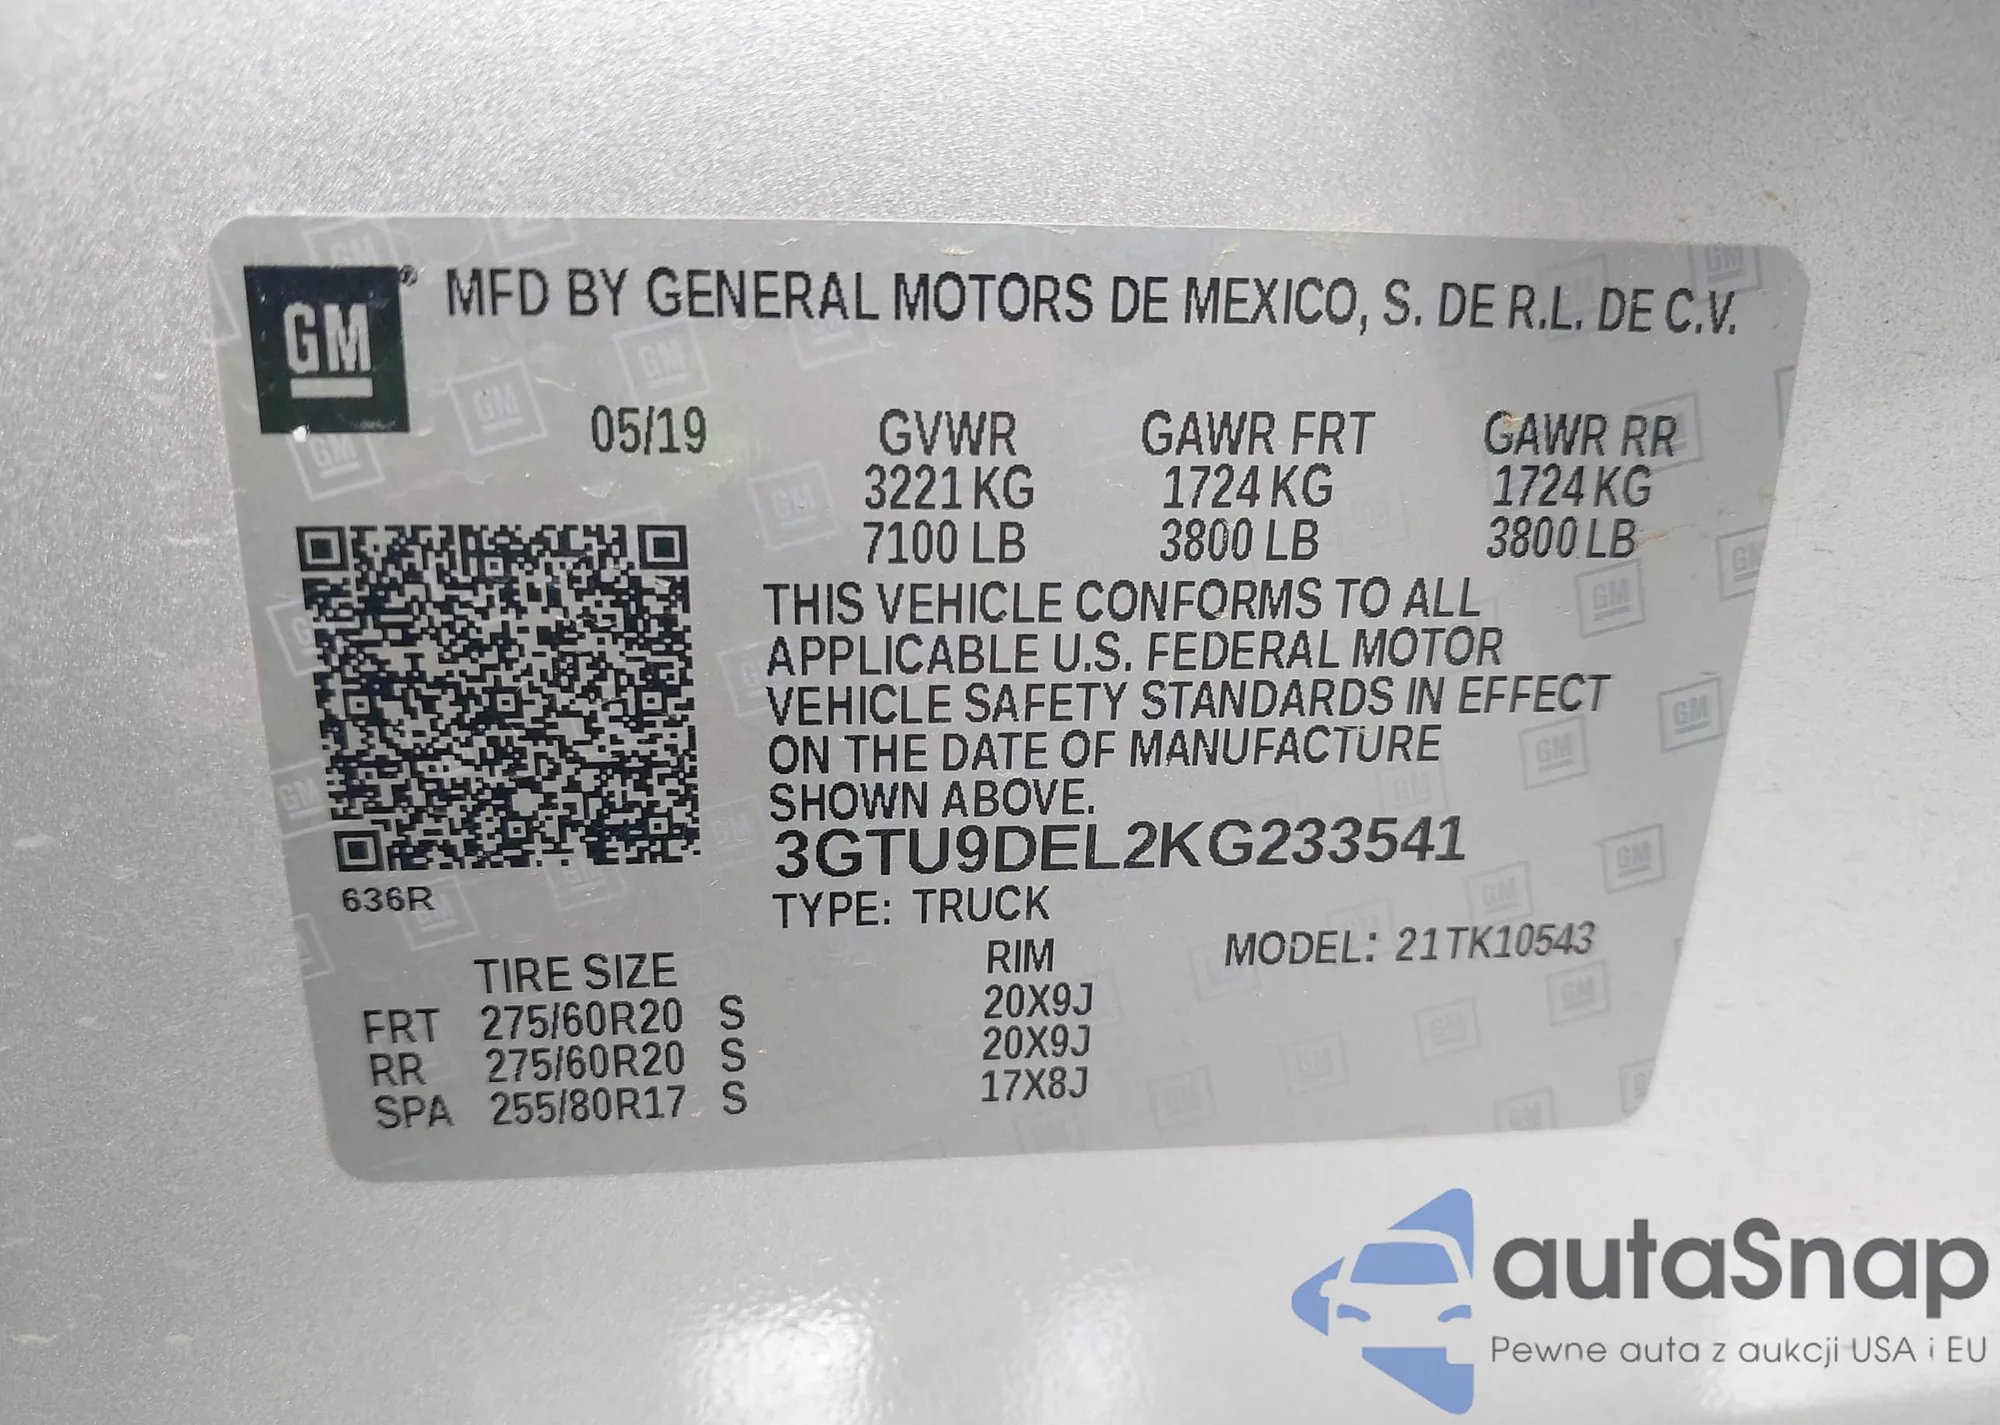 GM® MFD BY GENERAL MOTORS DE MEXICO, S. DE R.L. DE C.V.
05/19 GVWR GAWR FRT GAWR RR
3221 KG 1724 KG 1724 KG
7100 LB 3800 LB 3800 LB
THIS VEHICLE CONFORMS TO ALL
APPLICABLE U.S. FEDERAL MOTOR
VEHICLE SAFETY STANDARDS IN EFFECT
ON THE DATE OF MANUFACTURE
SHOWN ABOVE.
3GTU9DEL2KG233541
636R
TYPE: TRUCK
TIRE SIZE RIM MODEL: 21TK10543
FRT 275/60R20 S 20X9J
RR 275/60R20 S 20X9J
SPA 255/80R17 S 17X8J
autaSnap
Pewne auta z aukcji USA i EU